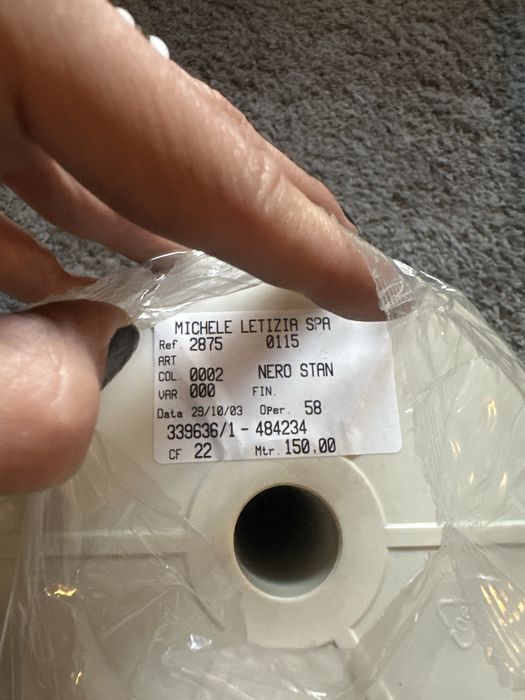 MICHELE LETIZIA SPA
Ref. 2875 0115
ART
COL. 0002 NERO STAN
VAR. 000 FIN.
Data 29/10/03 Oper. 58
339636/1 - 484234
CF 22 Mtr. 150.00